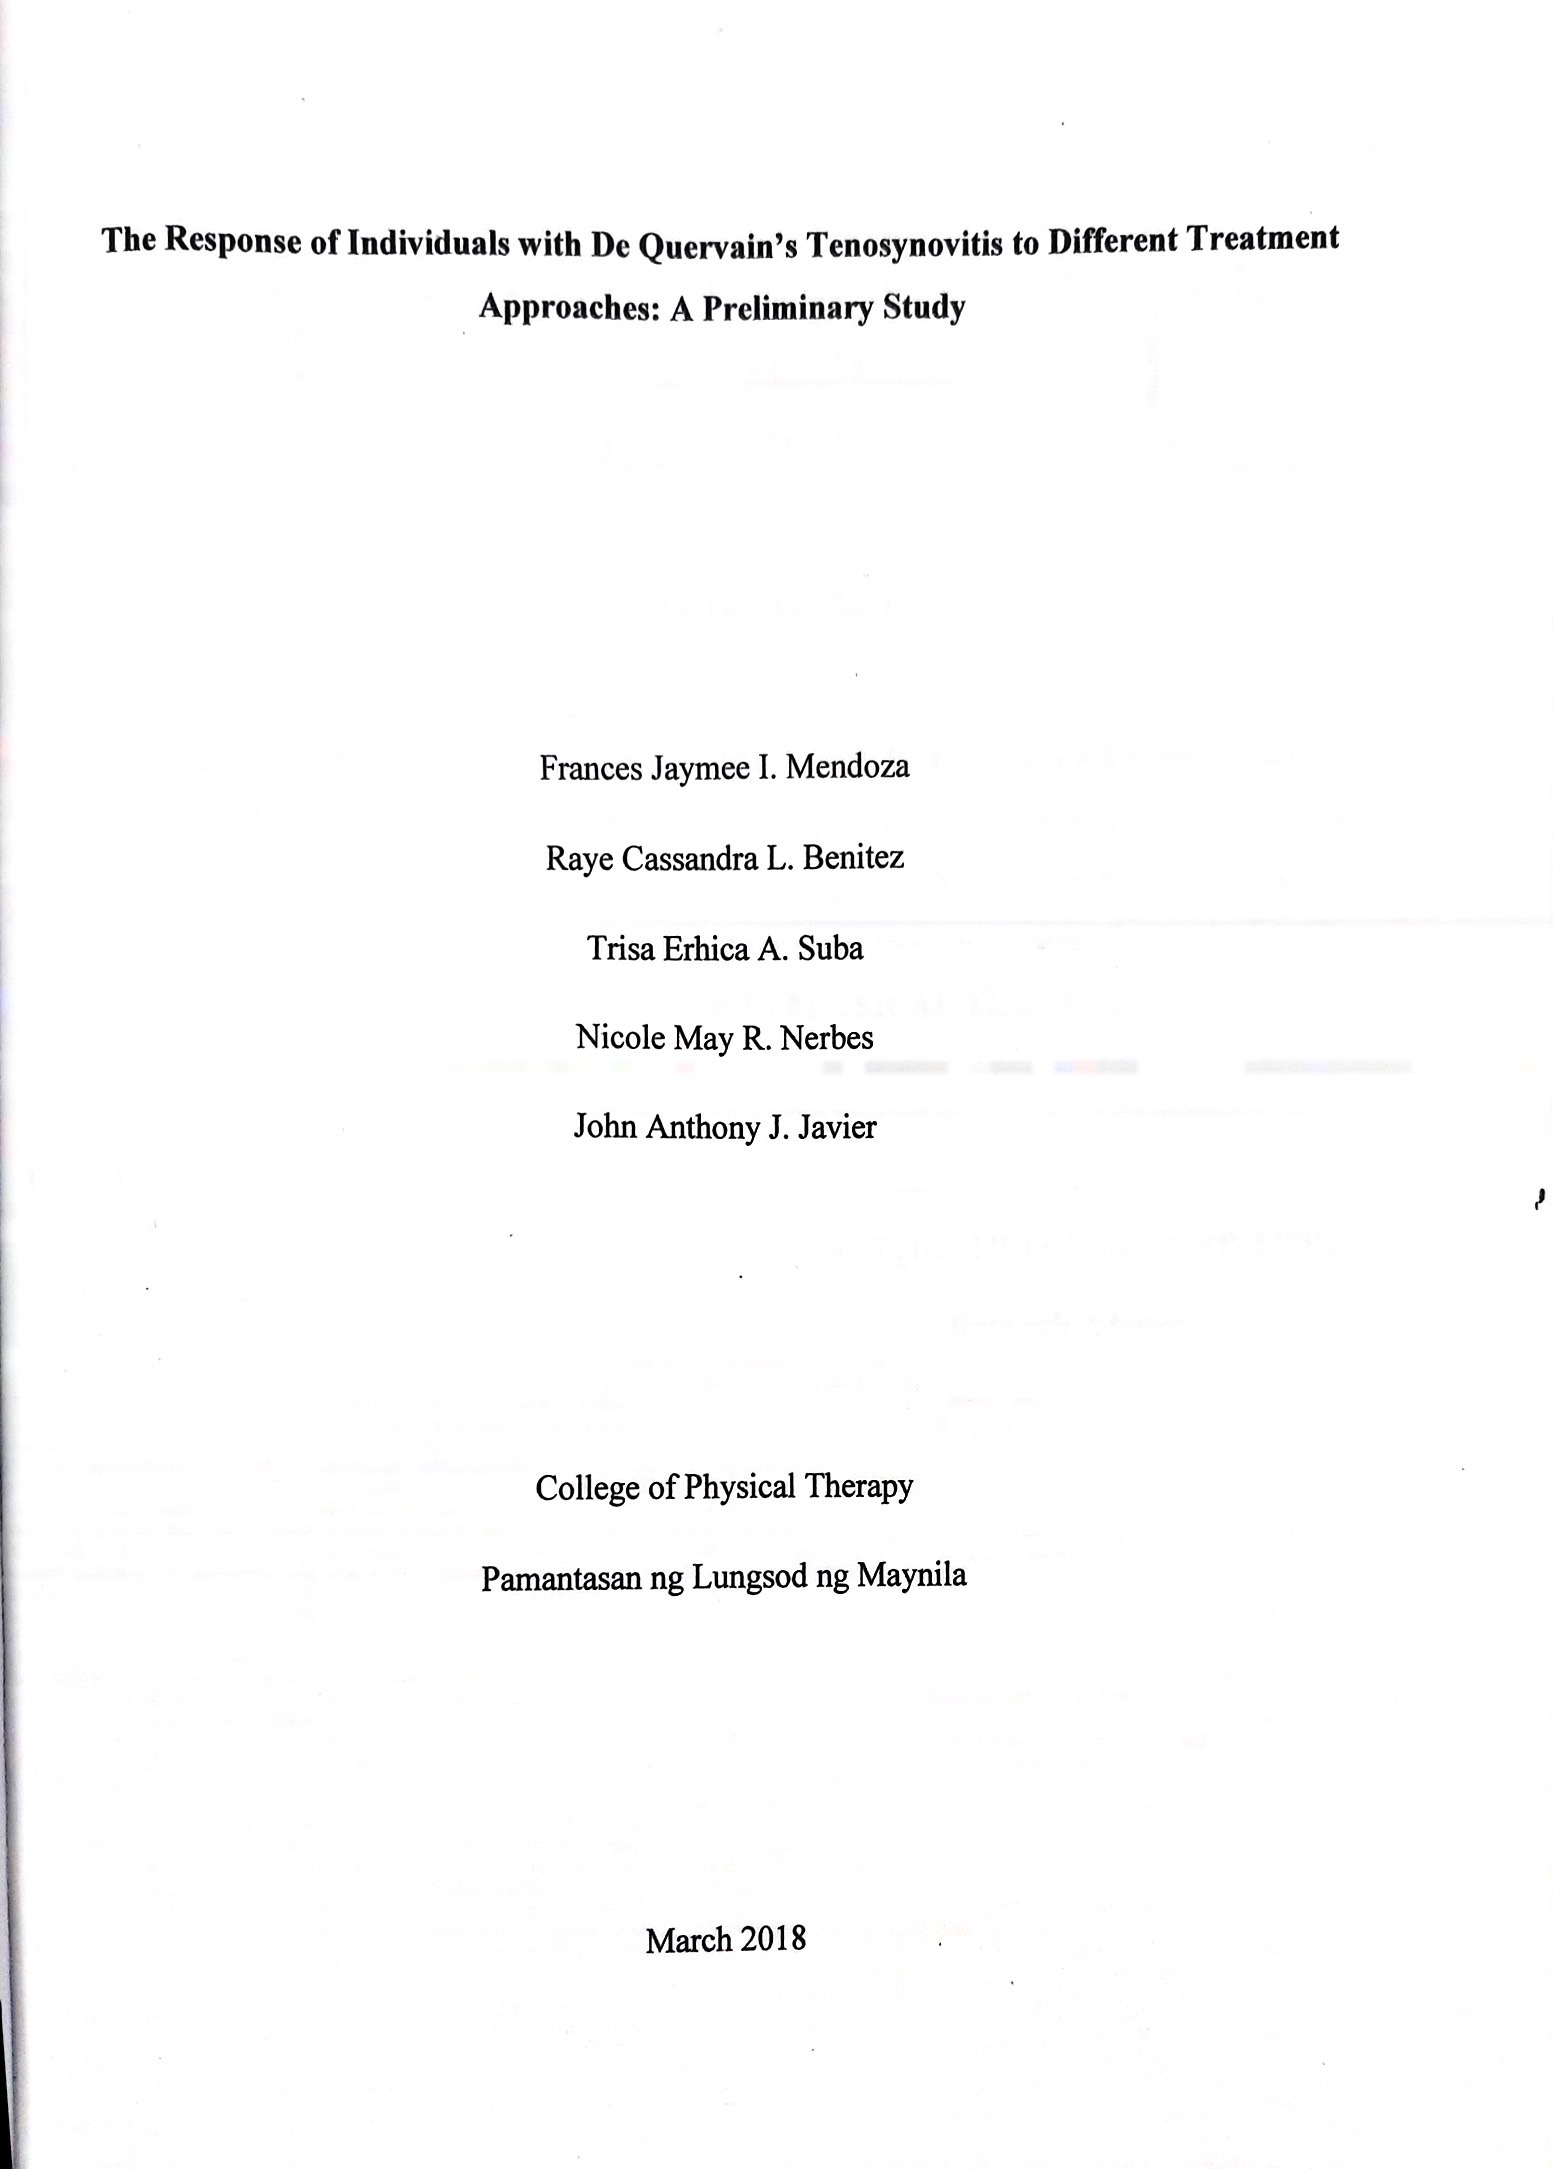 The Response of Individuals with De Quervain's Tenosynovitis to Different Treatment
Approaches: A Preliminary Study
Frances Jaymee I. Mendoza
Raye Cassandra L. Benitez
Trisa Erhica A. Suba
Nicole May R. Nerbes
John Anthony J. Javier
College of Physical Therapy
Pamantasan ng Lungsod ng Maynila
March 2018